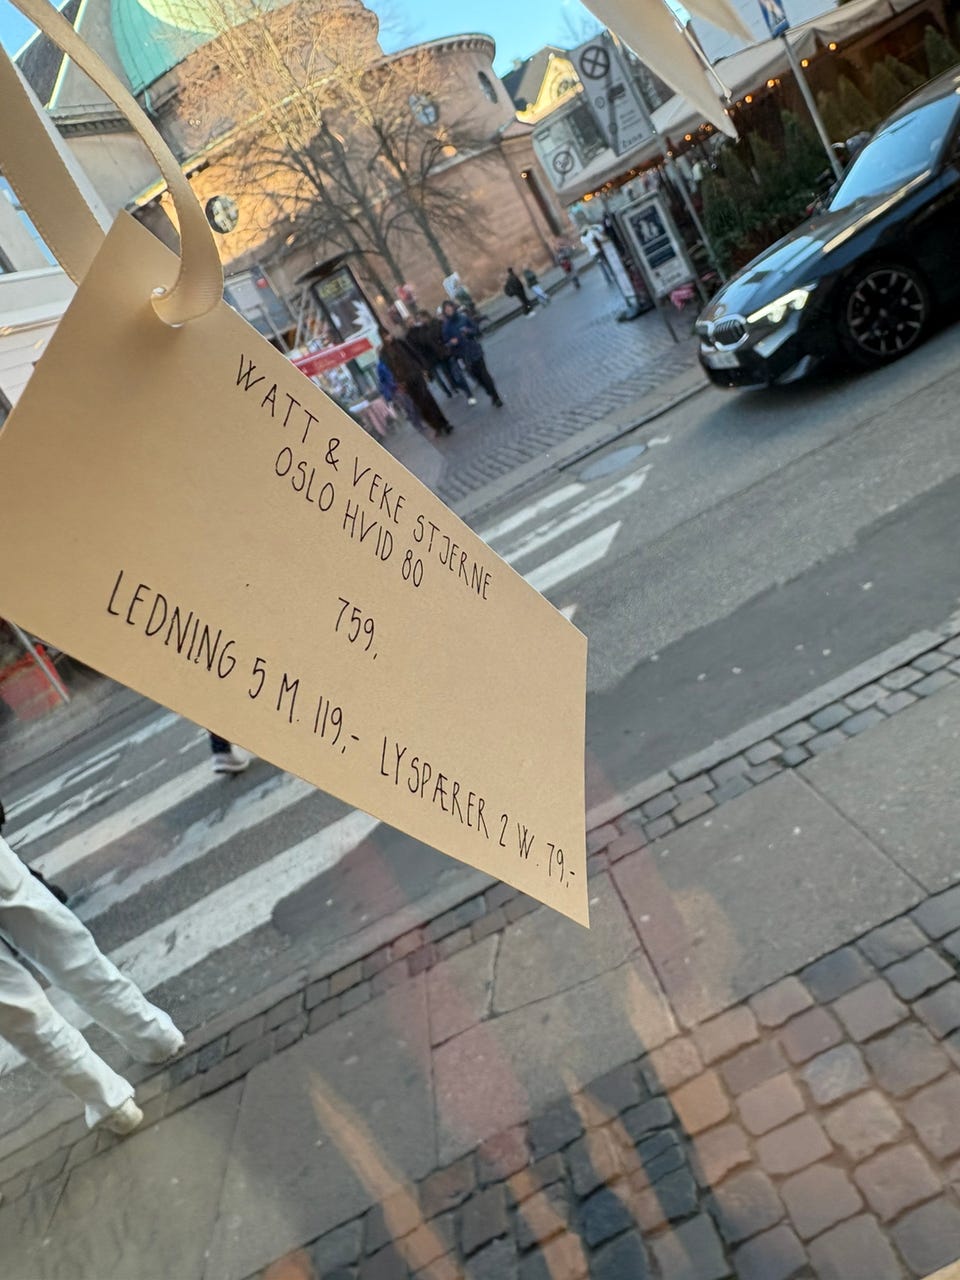 WATT & VEKE STJERNE
OSLO HVID 80
759,
LEDNING 5 M. 119,- LYSPÆRER 2 W. 79,-